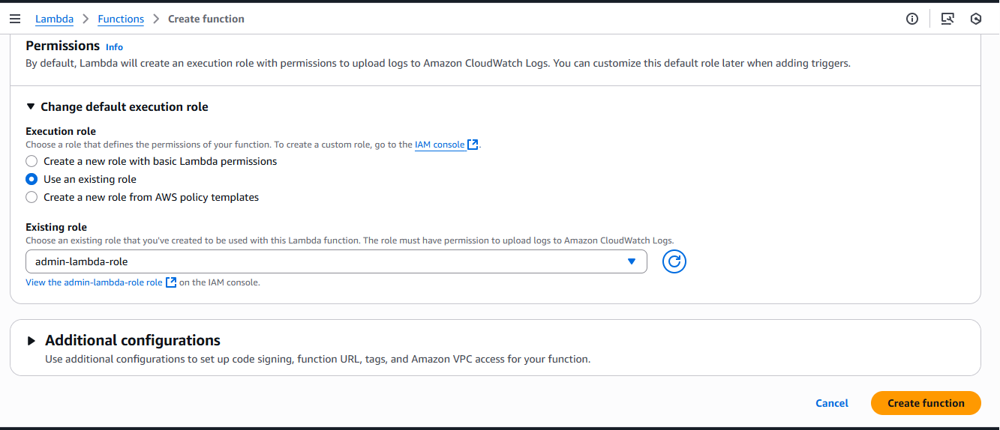 Lambda > Functions > Create function
Permissions Info
By default, Lambda will create an execution role with permissions to upload logs to Amazon CloudWatch Logs. You can customize this default role later when adding triggers.
Change default execution role
Execution role
Choose a role that defines the permissions of your function. To create a custom role, go to the IAM console.
Create a new role with basic Lambda permissions
Use an existing role
Create a new role from AWS policy templates
Existing role
Choose an existing role that you've created to be used with this Lambda function. The role must have permission to upload logs to Amazon CloudWatch Logs.
admin-lambda-role
View the admin-lambda-role role on the IAM console.
Additional configurations
Use additional configurations to set up code signing, function URL, tags, and Amazon VPC access for your function.
Cancel Create function